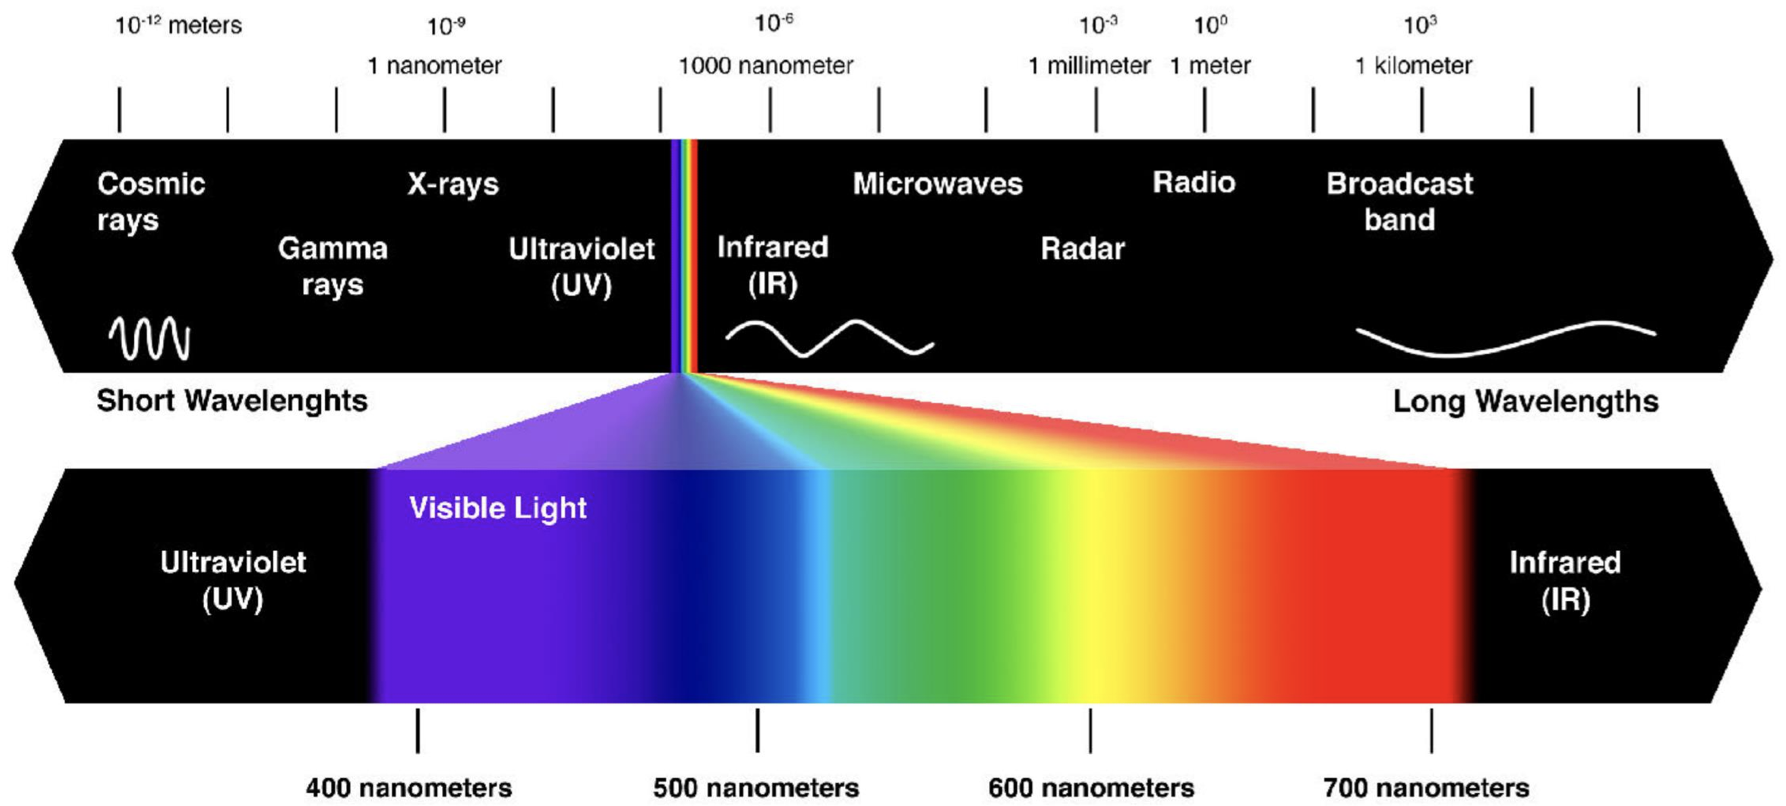 10⁻¹² meters 10⁻⁹ 10⁻⁶ 10⁻³ 10⁰ 10³
1 nanometer 1000 nanometer 1 millimeter 1 meter 1 kilometer
Cosmic
rays
X-rays
Microwaves
Radio
Broadcast
band
Gamma
rays
Ultraviolet
(UV)
Infrared
(IR)
Radar
Short Wavelenghts
Long Wavelengths
Visible Light
Ultraviolet
(UV)
Infrared
(IR)
400 nanometers 500 nanometers 600 nanometers 700 nanometers